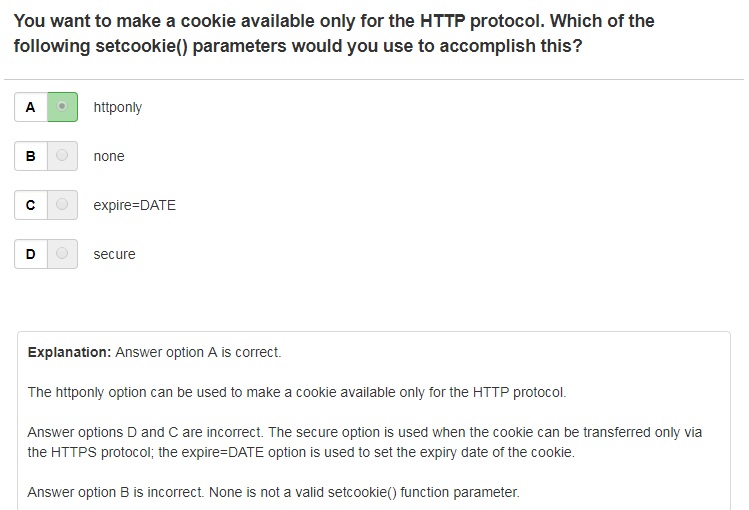 You want to make a cookie available only for the HTTP protocol. Which of the
following setcookie() parameters would you use to accomplish this?
A httponly
B none
C expire=DATE
D secure
Explanation: Answer option A is correct.
The httponly option can be used to make a cookie available only for the HTTP protocol.
Answer options D and C are incorrect. The secure option is used when the cookie can be transferred only via
the HTTPS protocol; the expire=DATE option is used to set the expiry date of the cookie.
Answer option B is incorrect. None is not a valid setcookie() function parameter.